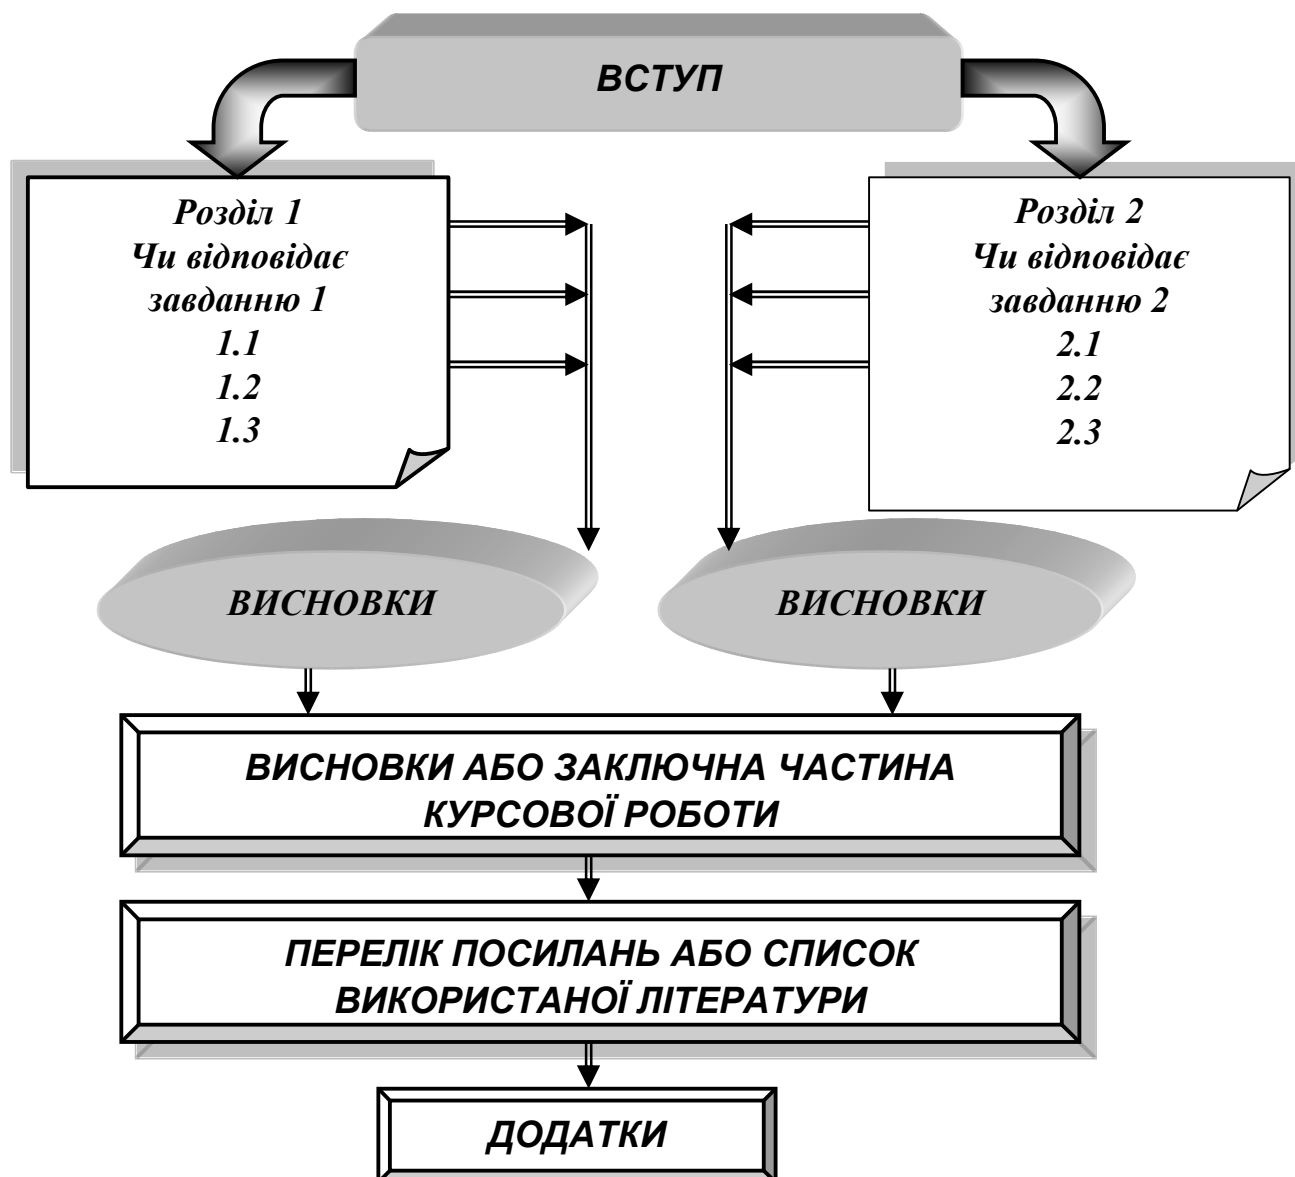 ВСТУП
Розділ 1
Чи відповідає
завданню 1
1.1
1.2
1.3
Розділ 2
Чи відповідає
завданню 2
2.1
2.2
2.3
ВИСНОВКИ
ВИСНОВКИ
ВИСНОВКИ АБО ЗАКЛЮЧНА ЧАСТИНА
КУРСОВОЇ РОБОТИ
ПЕРЕЛІК ПОСИЛАНЬ АБО СПИСОК
ВИКОРИСТАНОЇ ЛІТЕРАТУРИ
ДОДАТКИ